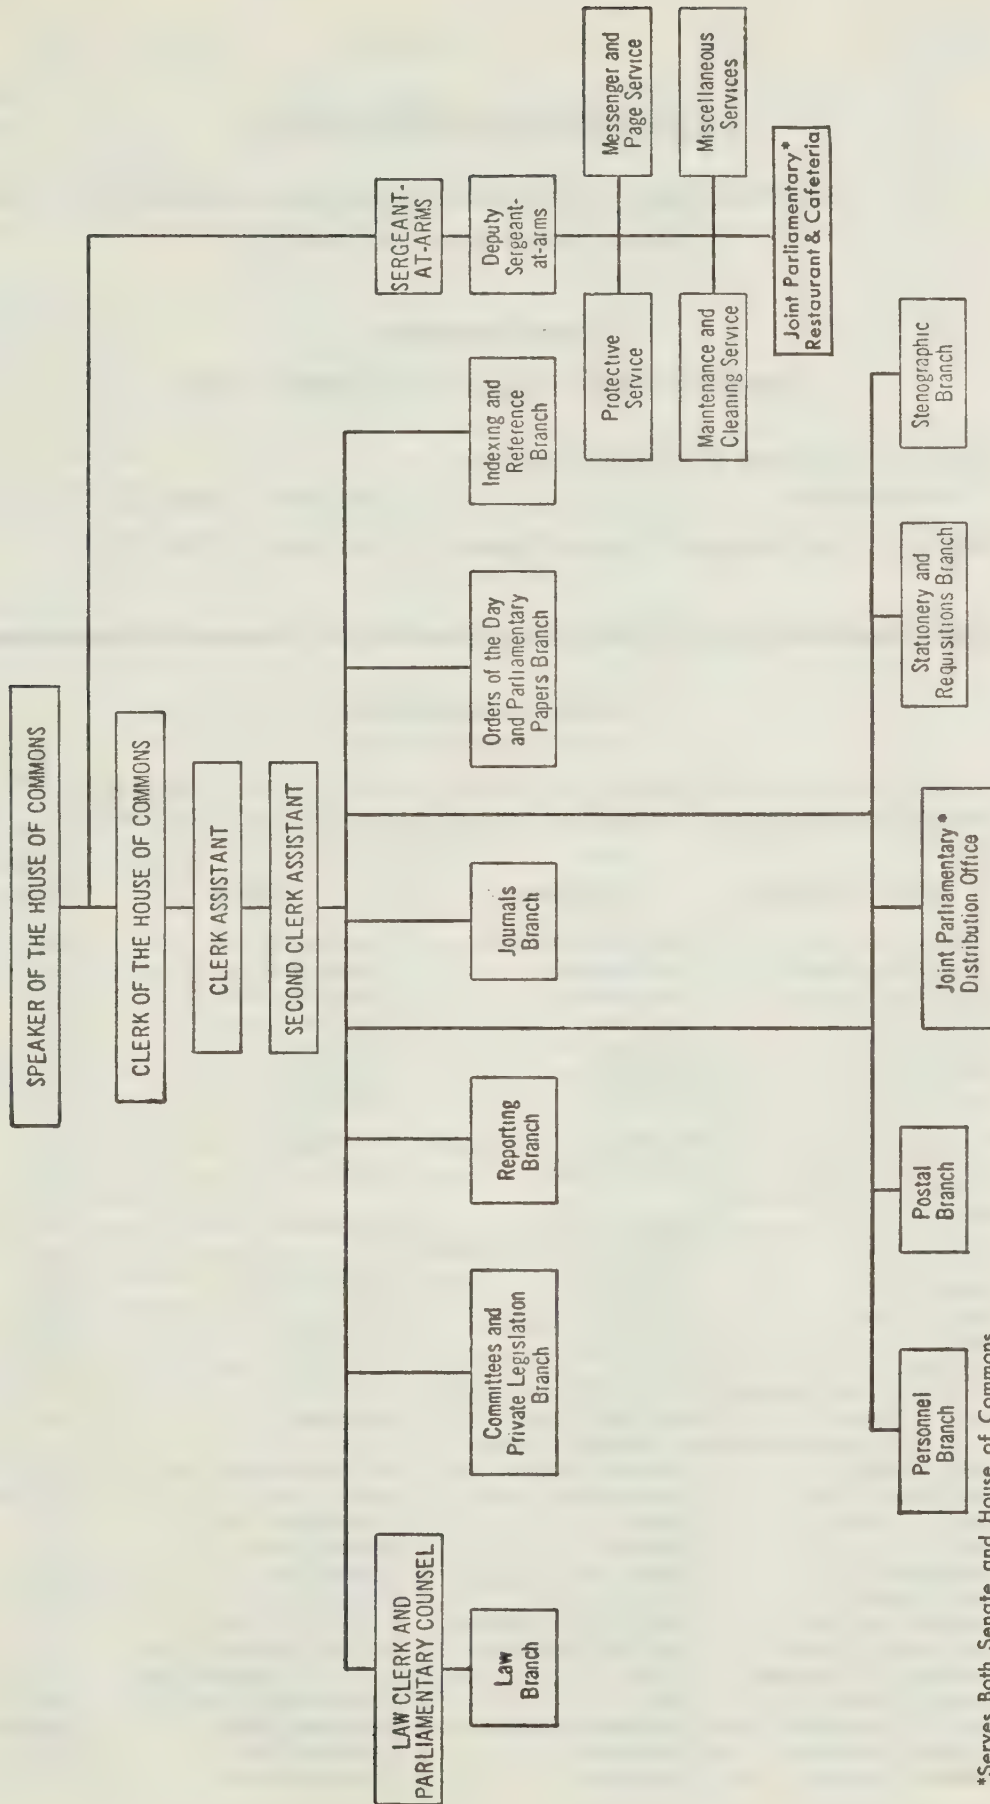 SPEAKER OF THE HOUSE OF COMMONS
CLERK OF THE HOUSE OF COMMONS
CLERK ASSISTANT
SECOND CLERK ASSISTANT
LAW CLERK AND
PARLIAMENTARY COUNSEL
SERGEANT-
AT-ARMS
Law
Branch
Committees and
Private Legislation
Branch
Reporting
Branch
Journals
Branch
Orders of the Day
and Parliamentary
Papers Branch
Indexing and
Reference
Branch
Deputy
Sergeant-
at-arms
Protective
Service
Messenger and
Page Service
Maintenance and
Cleaning Service
Miscellaneous
Services
Joint Parliamentary*
Restaurant & Cafeteria
Personnel
Branch
Postal
Branch
Joint Parliamentary*
Distribution Office
Stationery and
Requisitions Branch
Stenographic
Branch
*Serves Both Senate and House of Commons